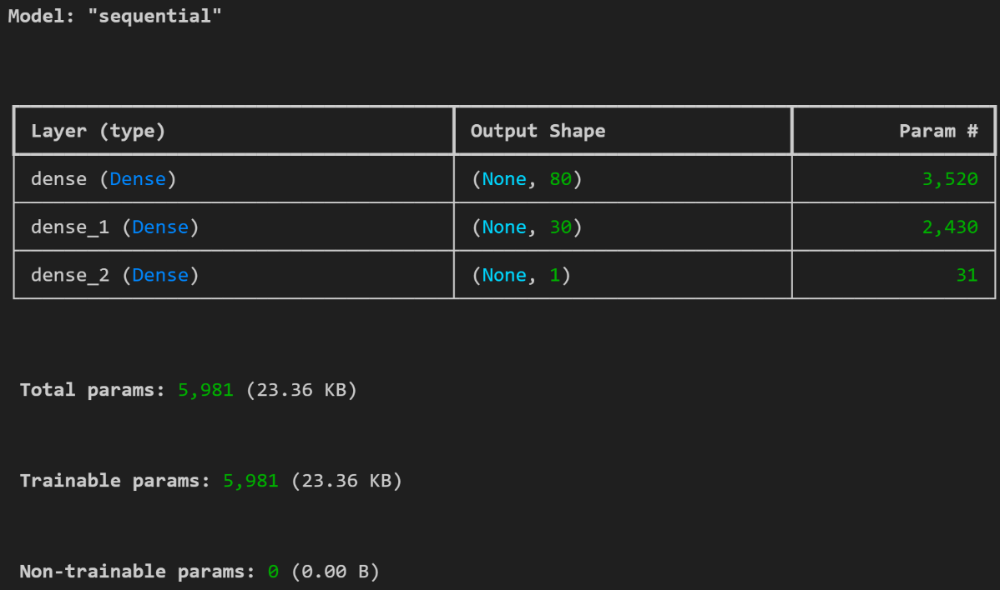 Model: "sequential"
Layer (type) Output Shape Param #
dense (Dense) (None, 80) 3,520
dense_1 (Dense) (None, 30) 2,430
dense_2 (Dense) (None, 1) 31
Total params: 5,981 (23.36 KB)
Trainable params: 5,981 (23.36 KB)
Non-trainable params: 0 (0.00 B)